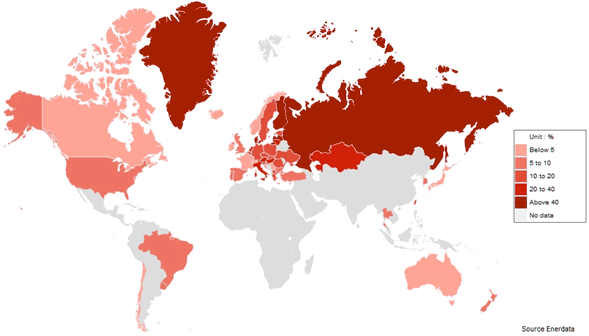 Unit : %
Below 5
5 to 10
10 to 20
20 to 40
Above 40
No data
Source Enerdata